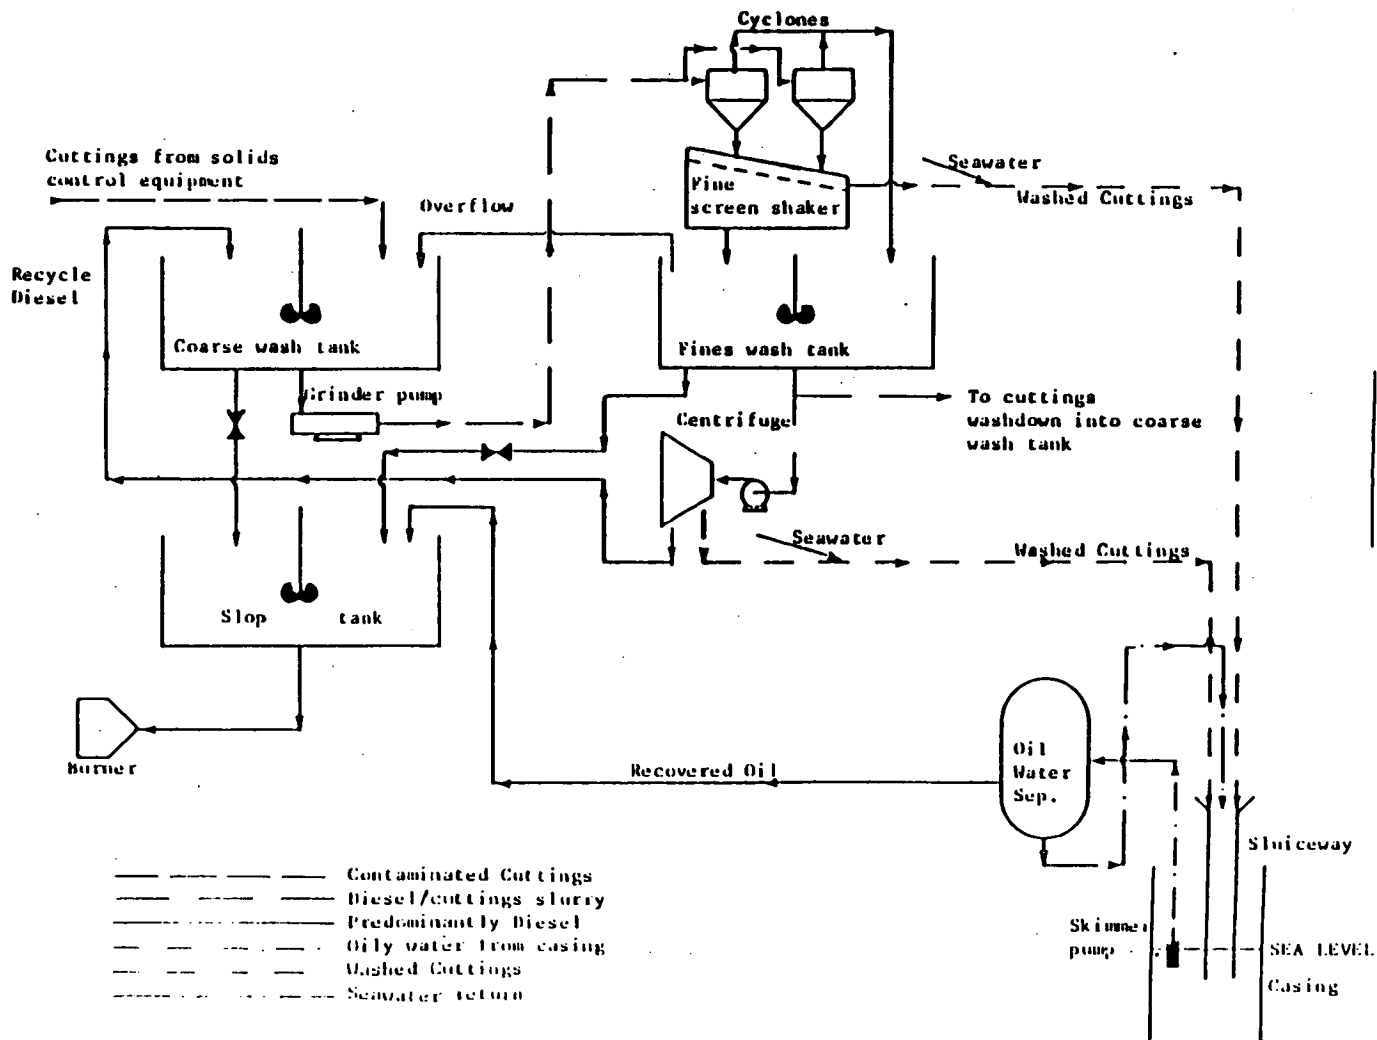 Cyclones
Cuttings from solids
control equipment
Overflow
Seawater
Washed Cuttings
Fine
screen shaker
Recycle
Diesel
Coarse wash tank
Fines wash tank
Grinder pump
Centrifuge
To cuttings
washdown into coarse
wash tank
Seawater
Washed Cuttings
Slop tank
Burner
Recovered Oil
Oil
Water
Sep.
Sluiceway
Skimmer
pump
SEA LEVEL
Casing
Contaminated Cuttings
Diesel/cuttings slurry
Predominantly Diesel
Oily water from casing
Washed Cuttings
Seawater return